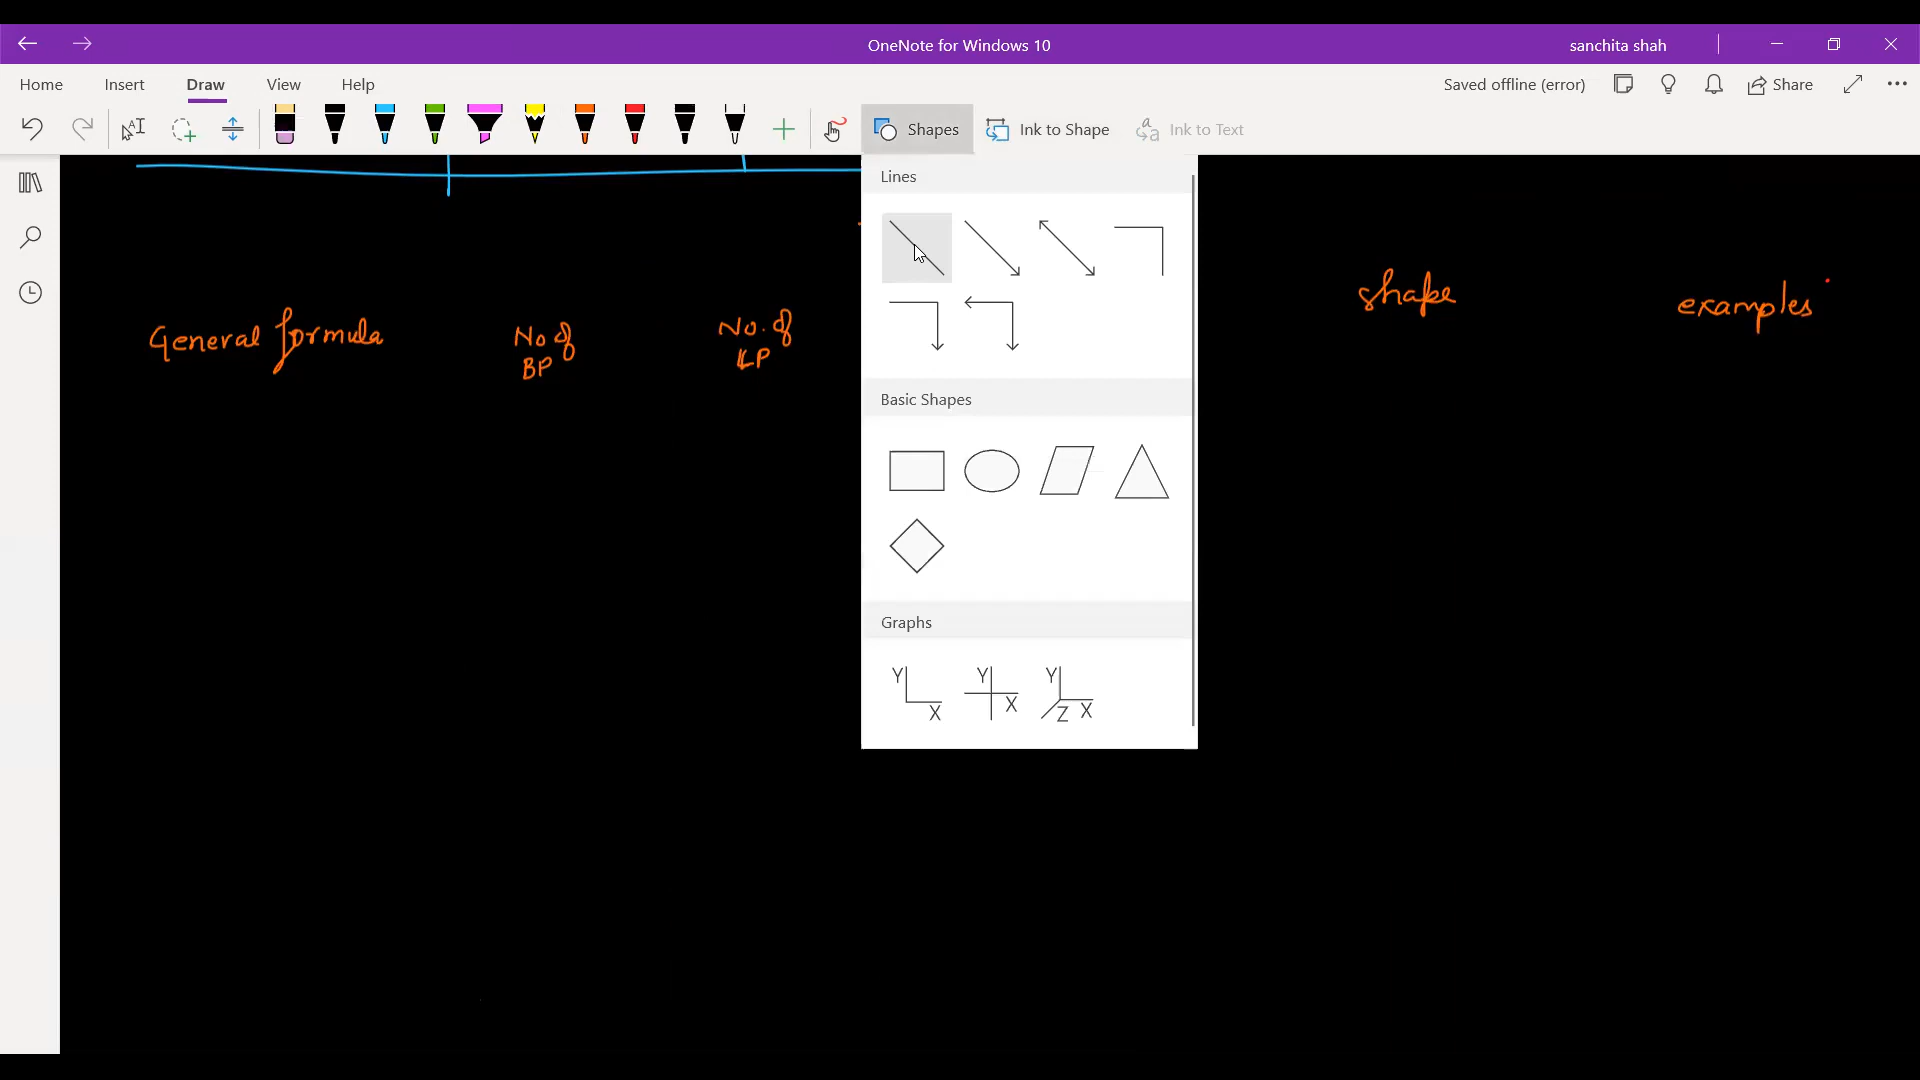 OneNote for Windows 10
sanchita shah
Home Insert Draw View Help
Saved offline (error)
Share
Shapes
Ink to Shape
Ink to Text
Lines
Basic Shapes
Graphs
Y X
Y X
Y Z X
General formula
No of
BP
No. of
LP
shape
examples